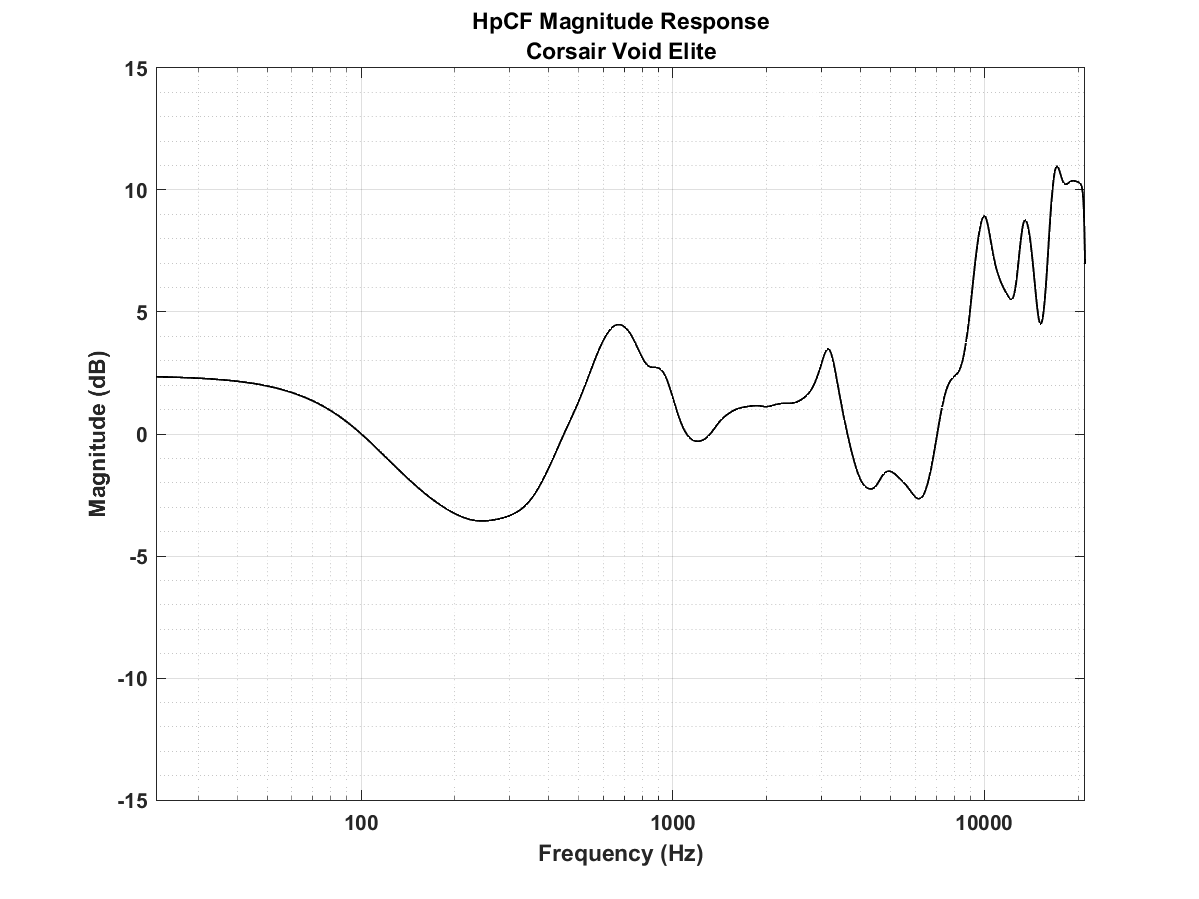 HpCF Magnitude Response
Corsair Void Elite
15
10
5
0
-5
-10
-15
Magnitude (dB)
100
1000
10000
Frequency (Hz)